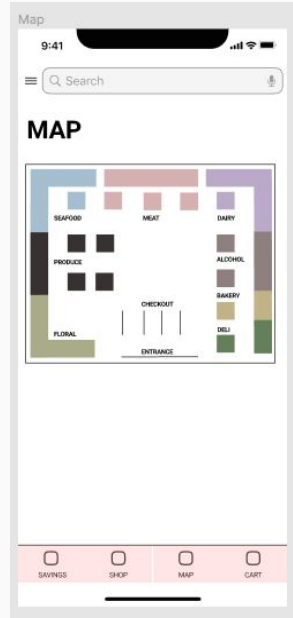 Map
9:41
Search
MAP
SEAFOOD
MEAT
DAIRY
PRODUCE
ALCOHOL
BAKERY
CHECKOUT
DELI
FLORAL
ENTRANCE
SAVINGS
SHOP
MAP
CART